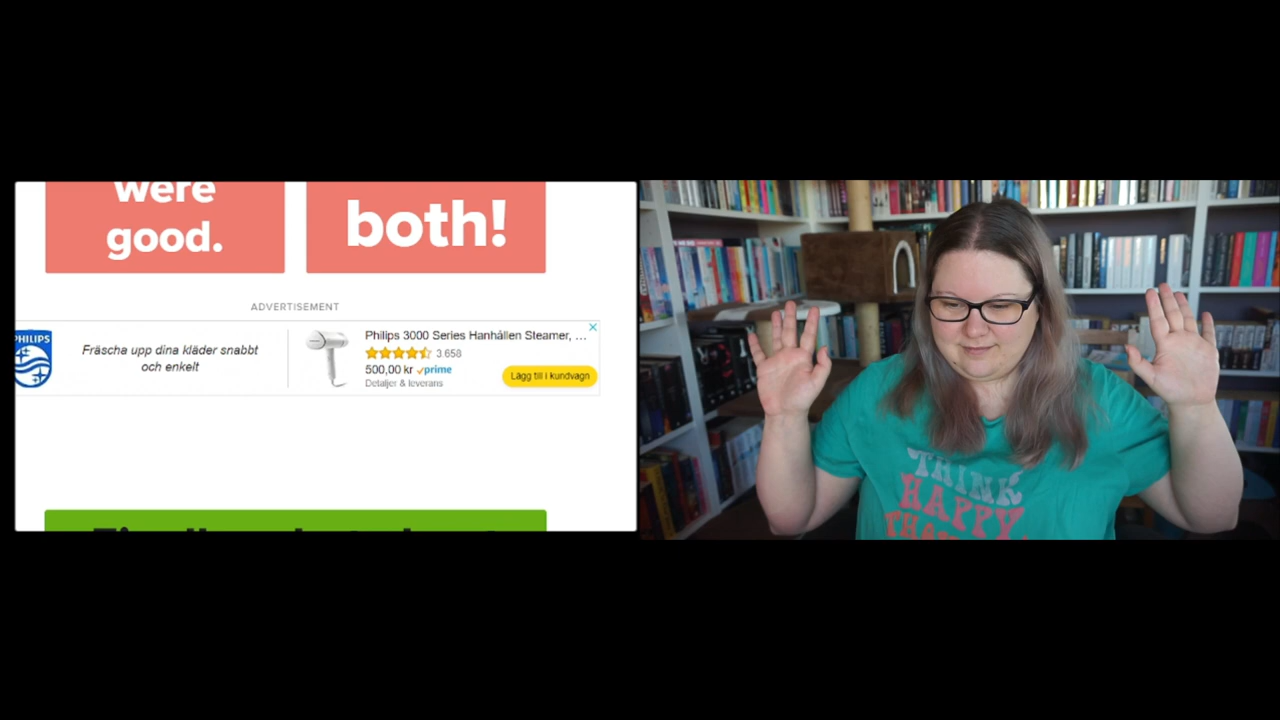 were
good.
both!
ADVERTISEMENT
PHILIPS
Fräscha upp dina kläder snabbt
och enkelt
Philips 3000 Series Hanhållen Steamer, ...
3 658
500,00 kr prime
Detaljer & leverans
Lägg till i kundvagn
THINK
HAPPY